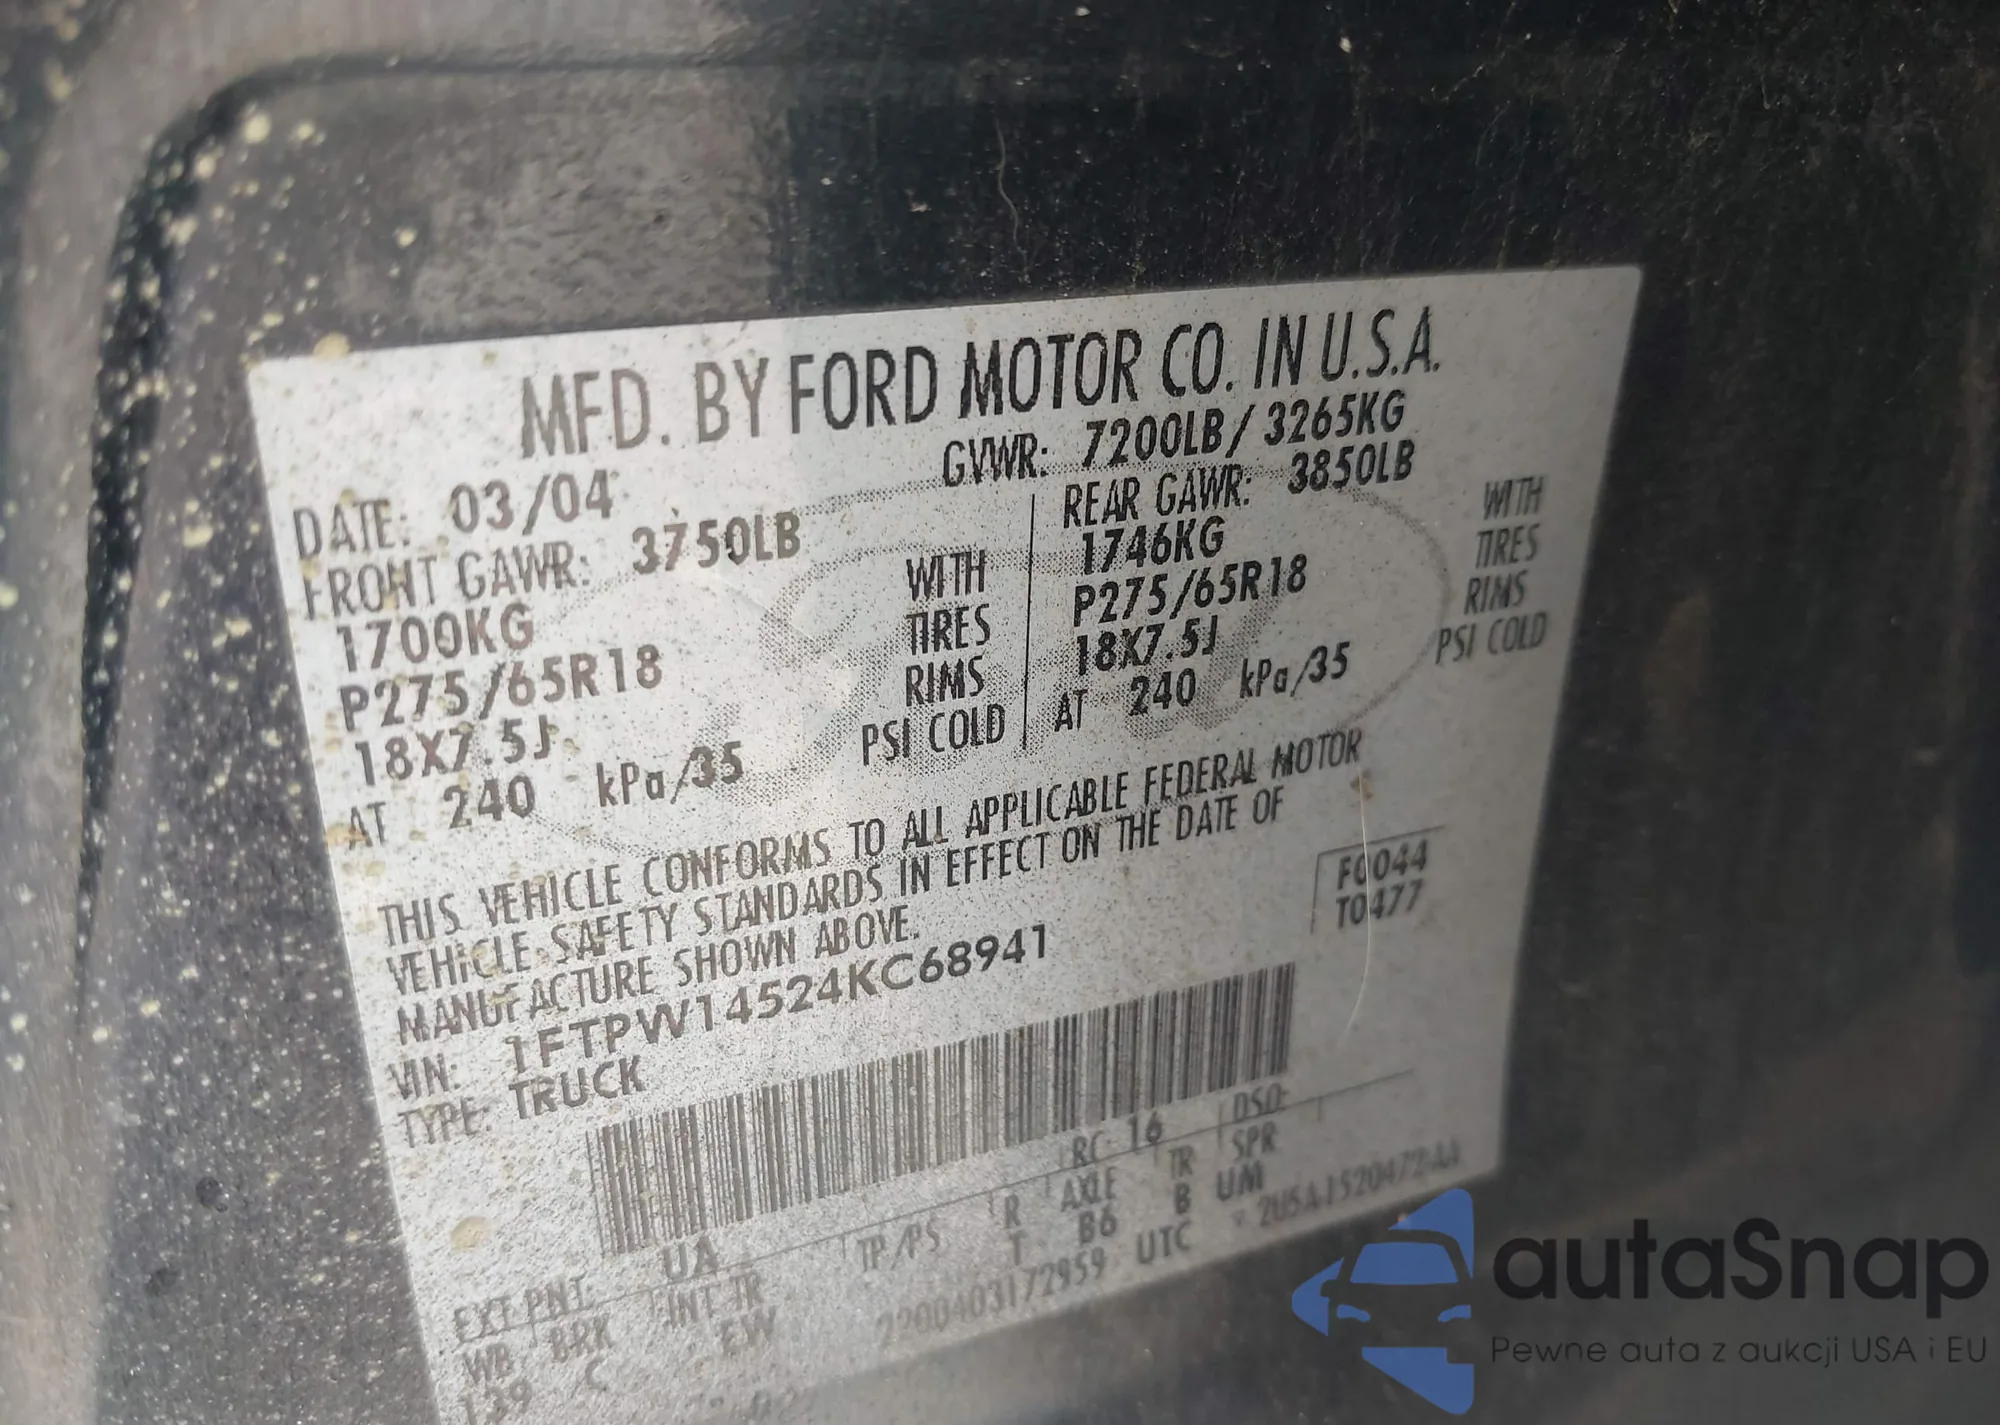 MFD. BY FORD MOTOR CO. IN U.S.A.
DATE: 03/04 GVWR: 7200LB/ 3265KG
FRONT GAWR: 3750LB REAR GAWR: 3850LB
1700KG WITH 1746KG WITH
P275/65R18 TIRES P275/65R18 TIRES
18X7.5J RIMS 18X7.5J RIMS
AT 240 kPa/35 PSI COLD AT 240 kPa/35 PSI COLD
THIS VEHICLE CONFORMS TO ALL APPLICABLE FEDERAL MOTOR
VEHICLE SAFETY STANDARDS IN EFFECT ON THE DATE OF
MANUFACTURE SHOWN ABOVE.
F0044
T0477
VIN: 1FTPW14524KC68941
TYPE: TRUCK
EXT PNT: UA RC: 16 DSO:
WB BRK INT TR TP/PS R AXLE TR SPR
139 C EW T B6 B UM
UTC
autaSnap
Pewne auta z aukcji USA i EU